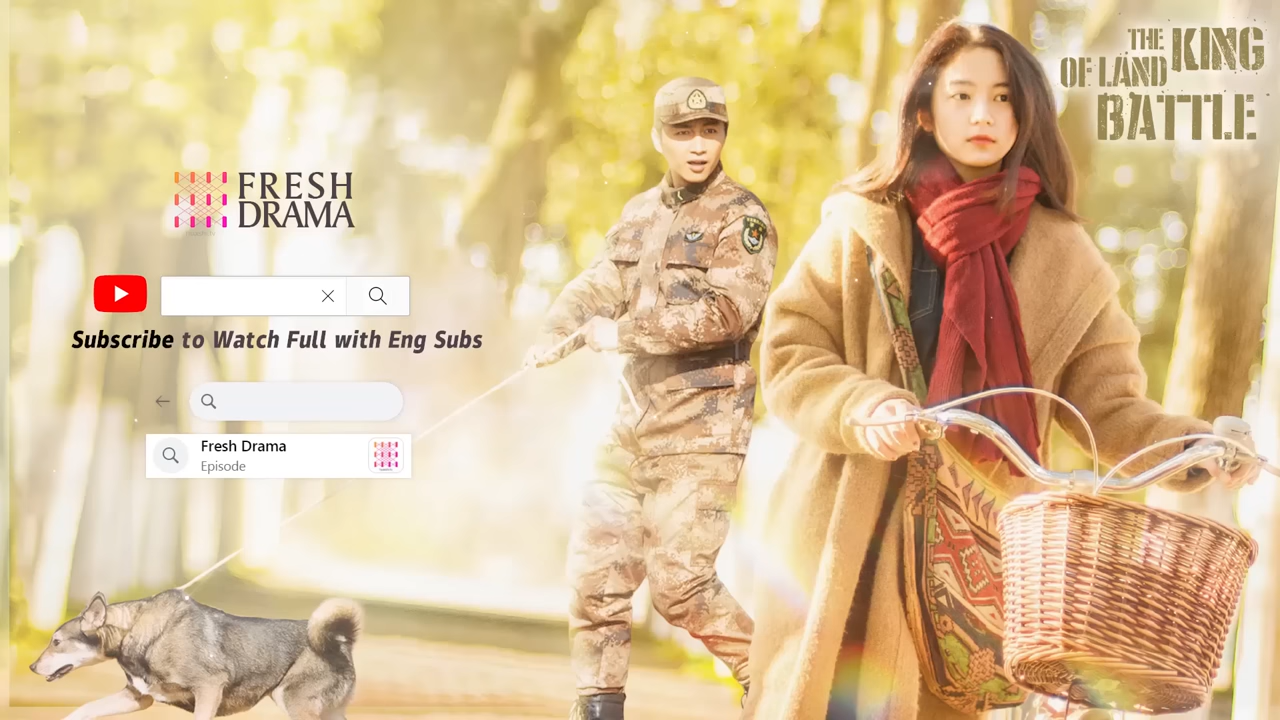 THE KING
OF LAND
BATTLE
FRESH
DRAMA
Subscribe to Watch Full with Eng Subs
Fresh Drama
Episode